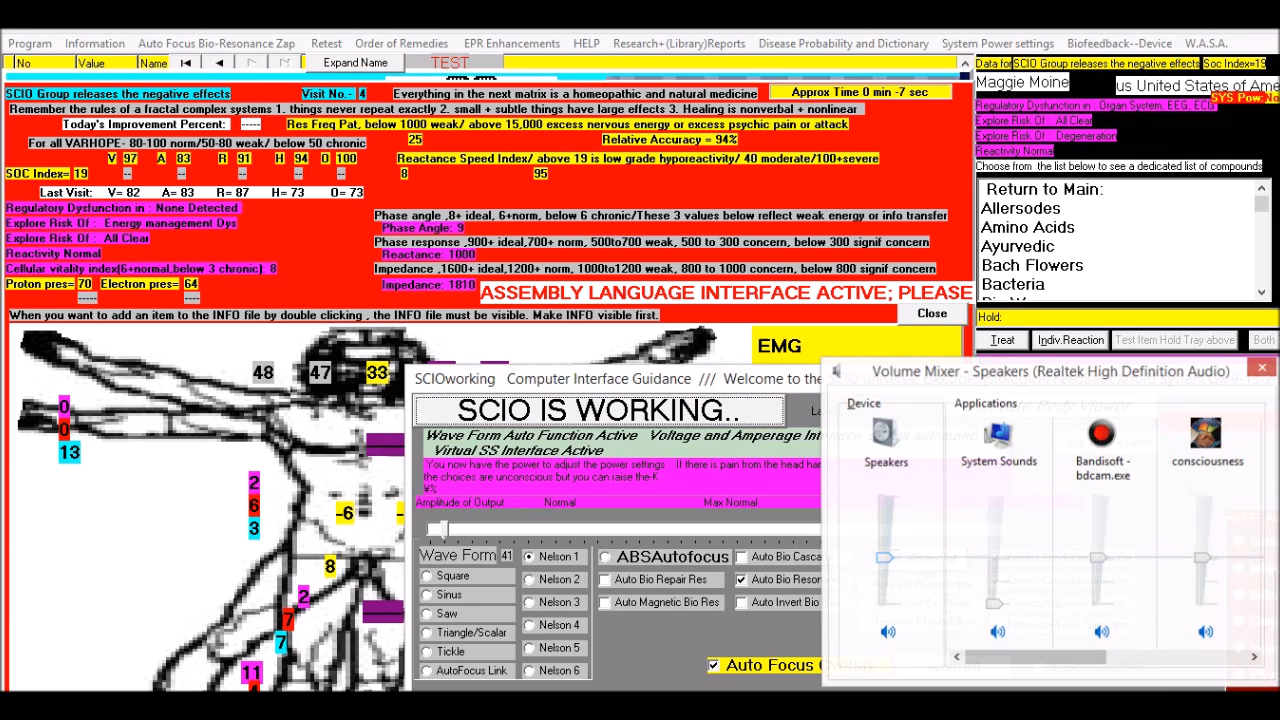 Program Information Auto Focus Bio-Resonance Zap Retest Order of Remedies EPR Enhancements HELP Research+(Library)Reports Disease Probability and Dictionary System Power settings Biofeedback--Device W.A.S.A.
No Value Name Expand Name TEST
SCIO Group releases the negative effects Visit No.- 4 Everything in the next matrix is a homeopathic and natural medicine Approx Time 0 min -7 sec
Remember the rules of a fractal complex systems 1. things never repeat exactly 2. small + subtle things have large effects 3. Healing is nonverbal + nonlinear
Today's Improvement Percent: ---- Res Freq Pat, below 1000 weak/ above 15,000 excess nervous energy or excess psychic pain or attack
For all VARHOPE- 80-100 norm/50-80 weak/ below 50 chronic 25 Relative Accuracy = 94%
V 97 A 83 R 91 H 94 O 100 Reactance Speed Index/ above 19 is low grade hyporeactivity/ 40 moderate/100+severe
SOC Index= 19 -- -- -- -- -- 8 95
Last Visit: V= 82 A= 83 R= 87 H= 73 O= 73
Regulatory Dysfunction in : None Detected
Phase angle ,8+ ideal, 6+norm, below 6 chronic/These 3 values below reflect weak energy or info transfer
Explore Risk Of : Energy management Dys
Phase Angle: 9
Explore Risk Of : All Clear
Phase response ,900+ ideal,700+ norm, 500to700 weak, 500 to 300 concern, below 300 signif concern
Reactivity Normal
Reactance: 1000
Cellular vitality index(6+normal,below 3 chronic): 8
Impedance ,1600+ ideal,1200+ norm, 1000to1200 weak, 800 to 1000 concern, below 800 signif concern
Proton pres= 70 Electron pres= 64
Impedance: 1810
----- ----
ASSEMBLY LANGUAGE INTERFACE ACTIVE; PLEASE
When you want to add an item to the INFO file by double clicking , the INFO file must be visible. Make INFO visible first.
Close
Data for SCIO Group releases the negative effects Soc Index=19
Maggie Moine us United States of Ame
SYS Pow: No
Regulatory Dysfunction in : Organ System, EEG, ECG
Explore Risk Of : All Clear
Explore Risk Of : Degeneration
Reactivity Normal
Choose from the list below to see a dedicated list of compounds
Return to Main:
Allersodes
Amino Acids
Ayurvedic
Bach Flowers
Bacteria
Hold:
Treat Indiv.Reaction Test Item Hold Tray above Both
EMG
48 47 33
0
0
13
2
6
3
-6
8
2
7
7
11
SCIOworking Computer Interface Guidance /// Welcome to the
SCIO IS WORKING..
Wave Form Auto Function Active Voltage and Amperage Inte
Virtual SS Interface Active
You now have the power to adjust the power settings . If there is pain from the head har
the choices are unconscious but you can raise the-K
¥%
Amplitude of Output Normal Max Normal
Wave Form 41 Nelson 1 ABSAutofocus Auto Bio Casca
Square Nelson 2 Auto Bio Repair Res Auto Bio Reson
Sinus
Saw Nelson 3 Auto Magnetic Bio Res Auto Invert Bio
Triangle/Scalar Nelson 4
Tickle Nelson 5
AutoFocus Link Nelson 6
Auto Focus Overlay
Volume Mixer - Speakers (Realtek High Definition Audio)
Device Applications
Speakers System Sounds Bandisoft - consciousness
bdcam.exe